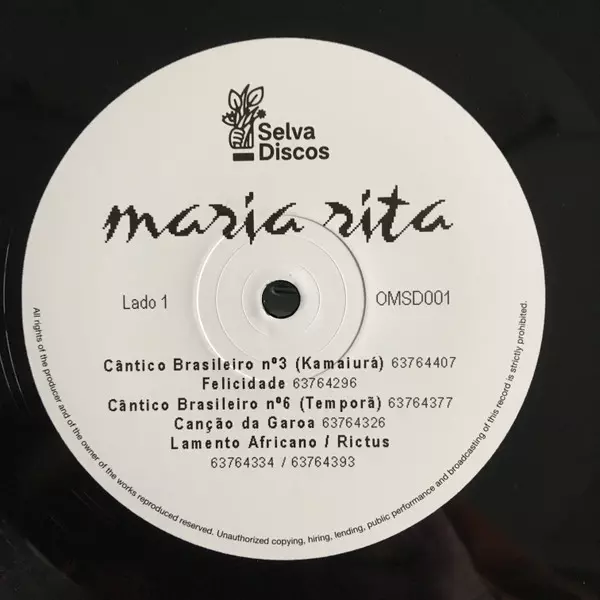 Selva
Discos
maria rita
Lado 1
OMSD001
Cântico Brasileiro nº3 (Kamaiurá) 63764407
Felicidade 63764296
Cântico Brasileiro nº6 (Temporã) 63764377
Canção da Garoa 63764326
Lamento Africano / Rictus
63764334 / 63764393
All rights of the producer and of the owner of the works reproduced reserved. Unauthorized copying, hiring, lending, public performance and broadcasting of this record is strictly prohibited.